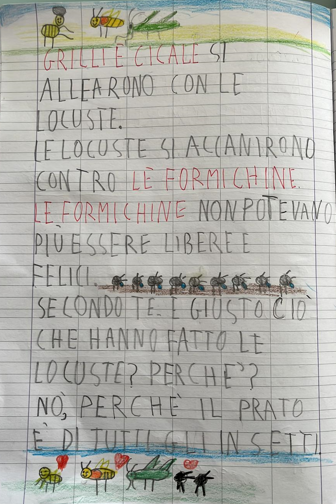 GRILLI E CICALE SI
ALLEARONO CON LE
LOCUSTE.
LE LOCUSTE SI ACCANIRONO
CONTRO LE FORMICHINE.
LE FORMICHINE NON POTEVANO
PIÙ ESSERE LIBERE E
FELICI
SECONDO TE È GIUSTO CIÒ
CHE HANNO FATTO LE
LOCUSTE? PERCHÈ?
NO, PERCHÈ IL PRATO
È DI TUTTI GLI INSETTI